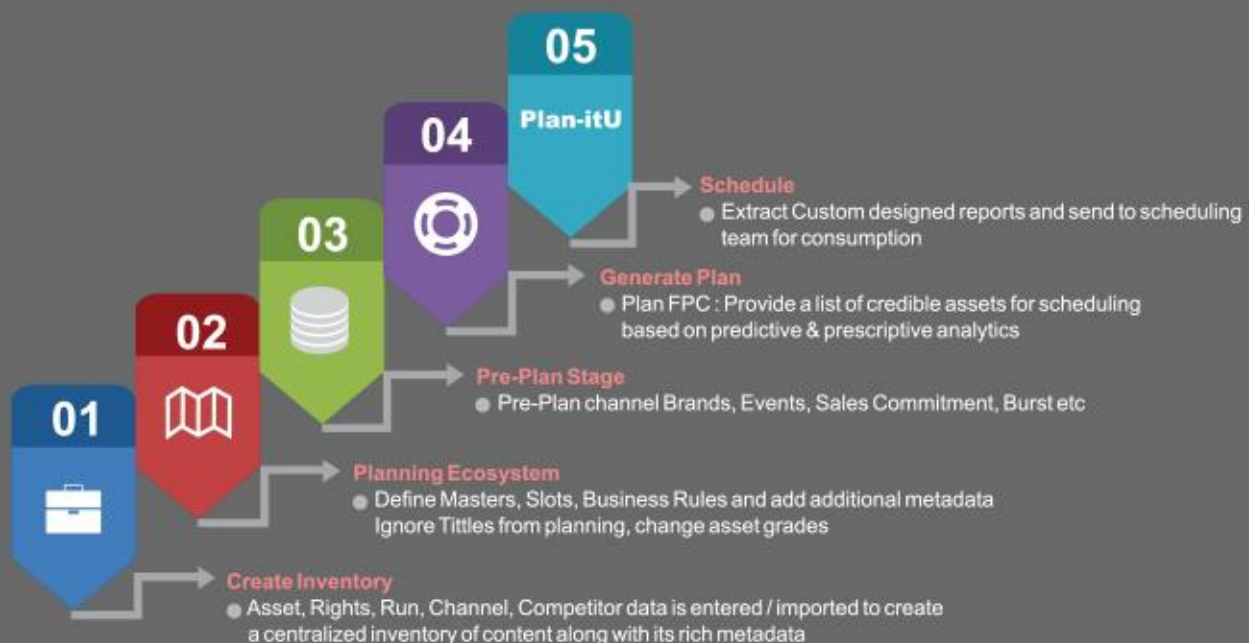 05
Plan-itU
Schedule
Extract Custom designed reports and send to scheduling
team for consumption
04
Generate Plan
Plan FPC : Provide a list of credible assets for scheduling
based on predictive & prescriptive analytics
03
Pre-Plan Stage
Pre-Plan channel Brands, Events, Sales Commitment, Burst etc
02
Planning Ecosystem
Define Masters, Slots, Business Rules and add additional metadata
Ignore Tittles from planning, change asset grades
01
Create Inventory
Asset, Rights, Run, Channel, Competitor data is entered / imported to create
a centralized inventory of content along with its rich metadata